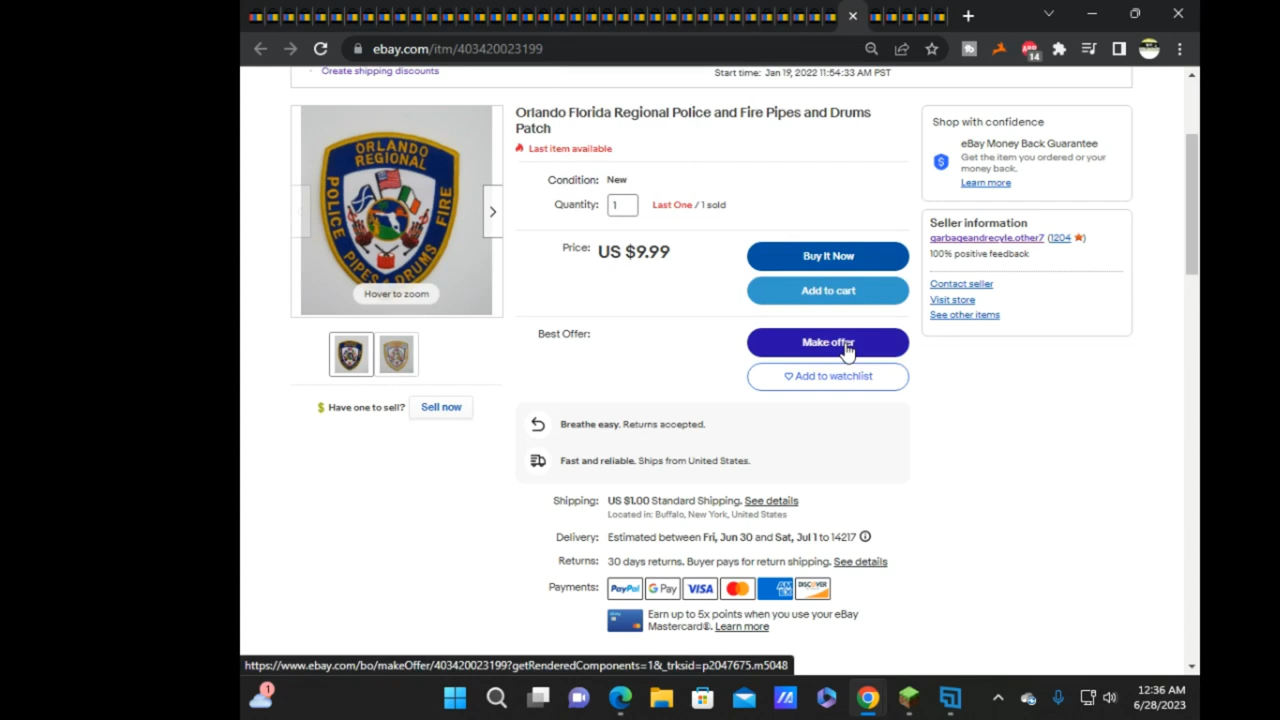 ebay.com/itm/403420023199
14
Create shipping discounts
Start time: Jan 19, 2022 11:54:33 AM PST
ORLANDO
REGIONAL
POLICE
FIRE
PIPES & DRUMS
Hover to zoom
$ Have one to sell? Sell now
Orlando Florida Regional Police and Fire Pipes and Drums
Patch
Last item available
Condition: New
Quantity: 1 Last One / 1 sold
Price: US $9.99
Buy It Now
Add to cart
Best Offer:
Make offer
Add to watchlist
Breathe easy. Returns accepted.
Fast and reliable. Ships from United States.
Shipping: US $1.00 Standard Shipping. See details
Located in: Buffalo, New York, United States
Delivery: Estimated between Fri, Jun 30 and Sat, Jul 1 to 14217
Returns: 30 days returns. Buyer pays for return shipping. See details
Payments: PayPal G Pay VISA AM EX DISCOVER
Earn up to 5x points when you use your eBay
Mastercard®. Learn more
Shop with confidence
eBay Money Back Guarantee
Get the item you ordered or your
money back.
Learn more
Seller information
garbageandrecyle.other7 (1204 )
100% positive feedback
Contact seller
Visit store
See other items
https://www.ebay.com/bo/makeOffer/403420023199?getRenderedComponents=1&_trksid=p2047675.m5048
1
12:36 AM
6/28/2023